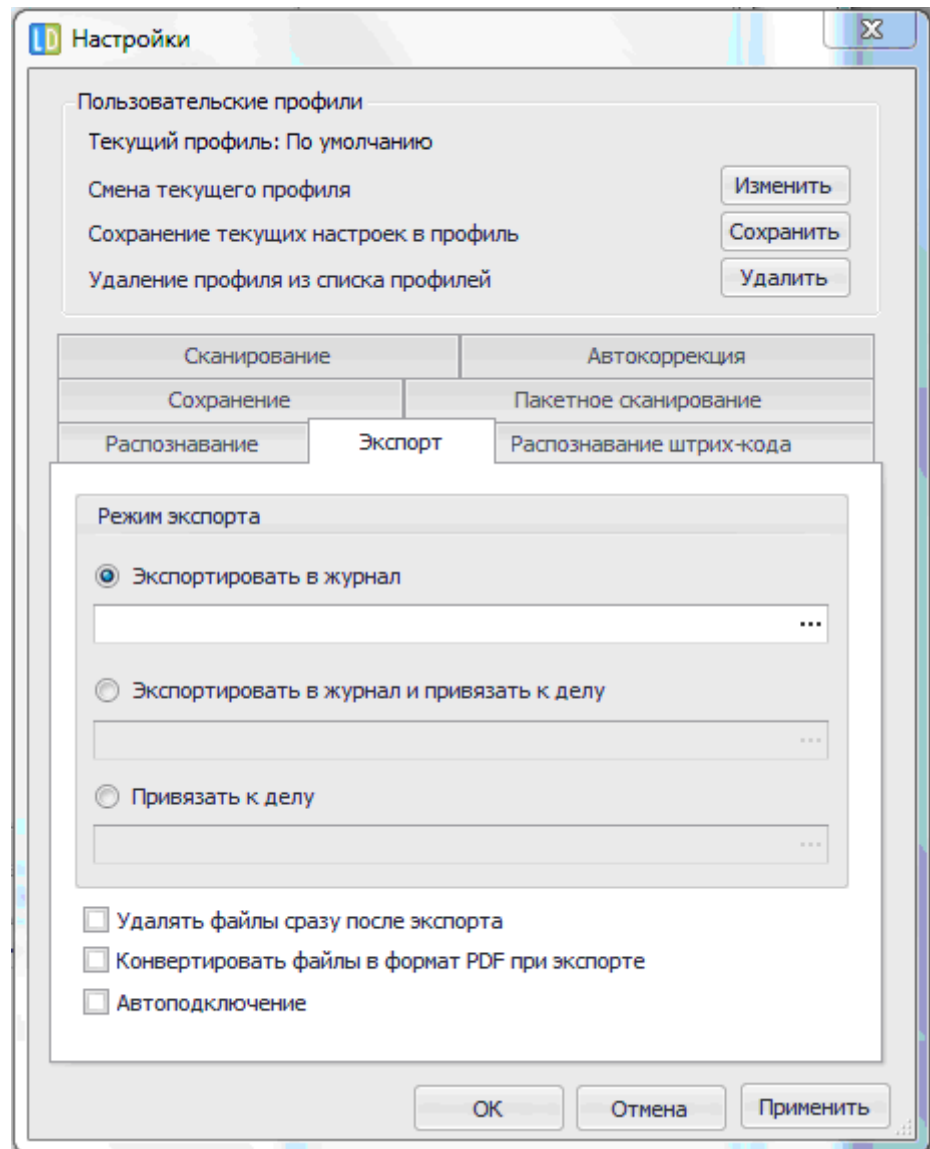 LD Настройки
Пользовательские профили
Текущий профиль: По умолчанию
Смена текущего профиля Изменить
Сохранение текущих настроек в профиль Сохранить
Удаление профиля из списка профилей Удалить
Сканирование Автокоррекция
Сохранение Пакетное сканирование
Распознавание Экспорт Распознавание штрих-кода
Режим экспорта
Экспортировать в журнал
...
Экспортировать в журнал и привязать к делу
...
Привязать к делу
...
Удалять файлы сразу после экспорта
Конвертировать файлы в формат PDF при экспорте
Автоподключение
ОК Отмена Применить